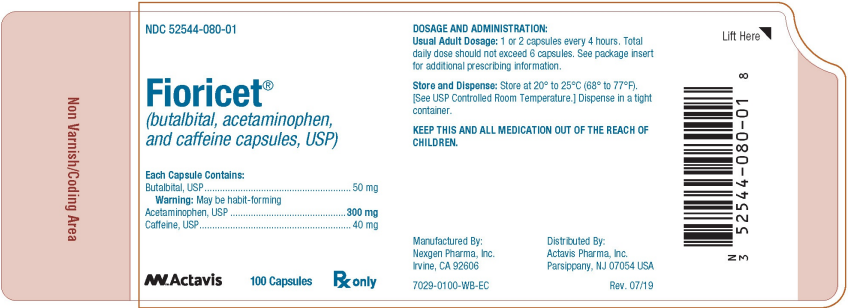 Non Varnish/Coding Area
NDC 52544-080-01
Fioricet®
(butalbital, acetaminophen,
and caffeine capsules, USP)
Each Capsule Contains:
Butalbital, USP........................................................ 50 mg
Warning: May be habit-forming
Acetaminophen, USP ............................................300 mg
Caffeine, USP.......................................................... 40 mg
Actavis
100 Capsules
Rx only
DOSAGE AND ADMINISTRATION:
Usual Adult Dosage: 1 or 2 capsules every 4 hours. Total
daily dose should not exceed 6 capsules. See package insert
for additional prescribing information.
Store and Dispense: Store at 20° to 25°C (68° to 77°F).
[See USP Controlled Room Temperature.] Dispense in a tight
container.
KEEP THIS AND ALL MEDICATION OUT OF THE REACH OF
CHILDREN.
Manufactured By:
Nexgen Pharma, Inc.
Irvine, CA 92606
7029-0100-WB-EC
Distributed By:
Actavis Pharma, Inc.
Parsippany, NJ 07054 USA
Rev. 07/19
Lift Here
N
3 52544-080-01 8